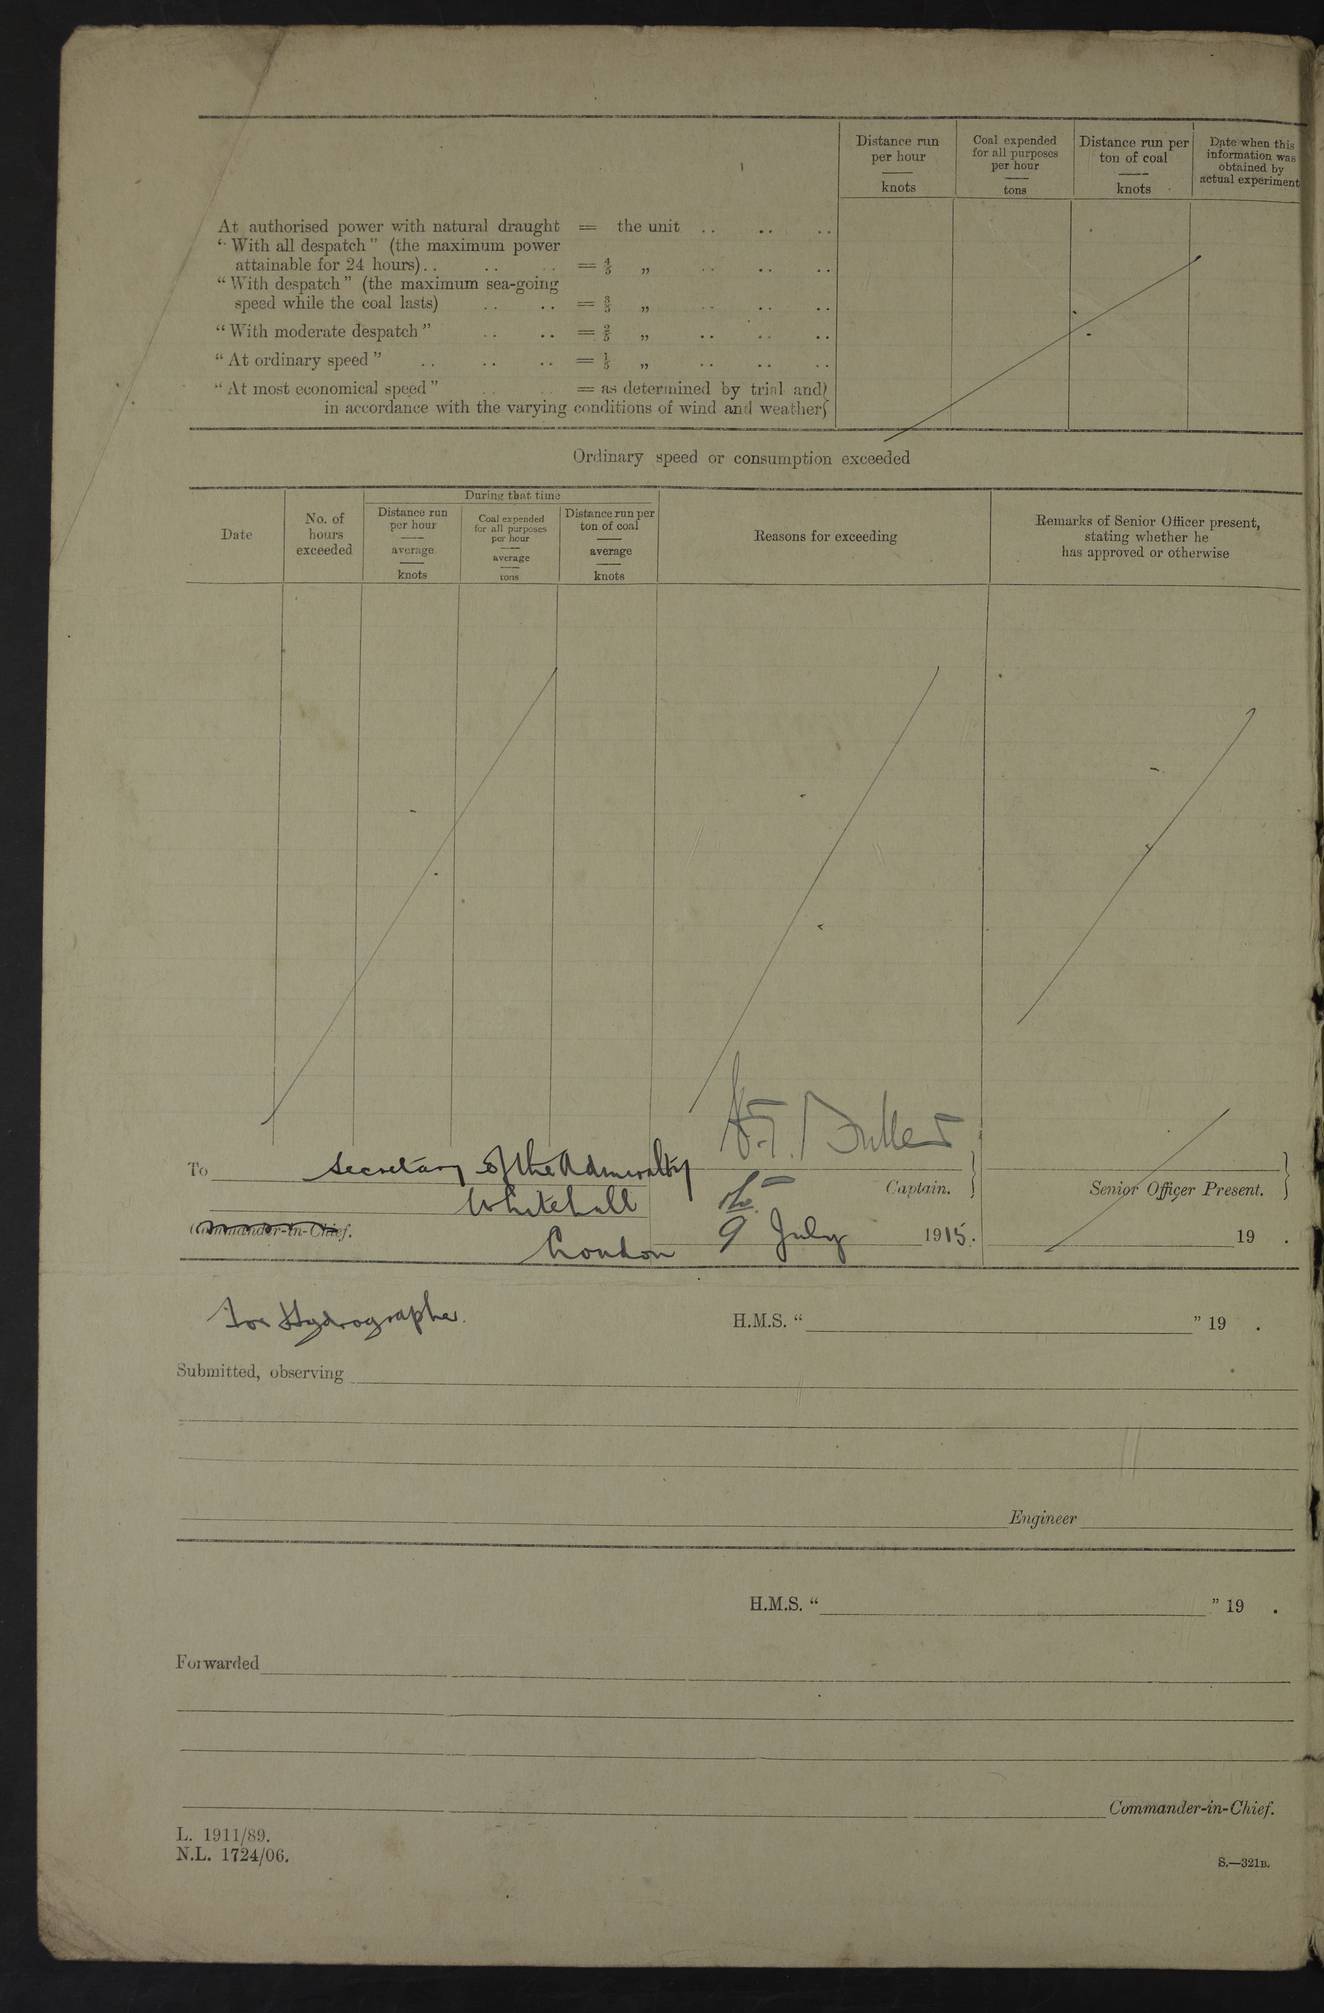 Distance run per hour — knots
Coal expended for all purposes per hour — tons
Distance run per ton of coal — knots
Date when this information was obtained by actual experiment
At authorised power with natural draught = the unit .. .. ..
“With all despatch” (the maximum power
attainable for 24 hours).. .. .. = 4/5 „ .. .. ..
“With despatch” (the maximum sea-going
speed while the coal lasts) .. .. = 3/5 „ .. .. ..
“With moderate despatch” .. .. = 2/5 „ .. .. ..
“At ordinary speed” .. .. .. = 1/5 „ .. .. ..
“At most economical speed” .. .. = as determined by trial and
in accordance with the varying conditions of wind and weather
Ordinary speed or consumption exceeded
Date
No. of hours exceeded
During that time
Distance run per hour — average — knots
Coal expended for all purposes per hour — average — tons
Distance run per ton of coal — average — knots
Reasons for exceeding
Remarks of Senior Officer present, stating whether he has approved or otherwise
To Secretary of the Admiralty
Whitehall
London
Commander-in-Chief.
Captain.
9 July 1915.
Senior Officer Present.
19 .
For Hydrographer.
H.M.S. “ ” 19 .
Submitted, observing
Engineer
H.M.S. “ ” 19 .
Forwarded
Commander-in-Chief.
L. 1911/89.
N.L. 1724/06.
S.—321B.